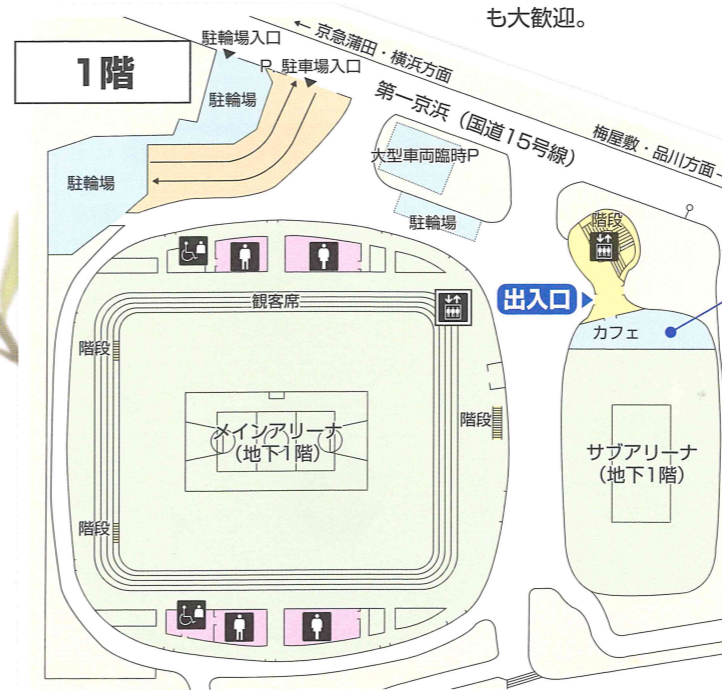 も大歓迎。
1階
← 京急蒲田・横浜方面
駐輪場入口
P 駐車場入口
第一京浜（国道15号線）
梅屋敷・品川方面→
駐輪場
駐輪場
大型車両臨時P
駐輪場
階段
出入口
カフェ
観客席
階段
階段
メインアリーナ
（地下1階）
サブアリーナ
（地下1階）
階段